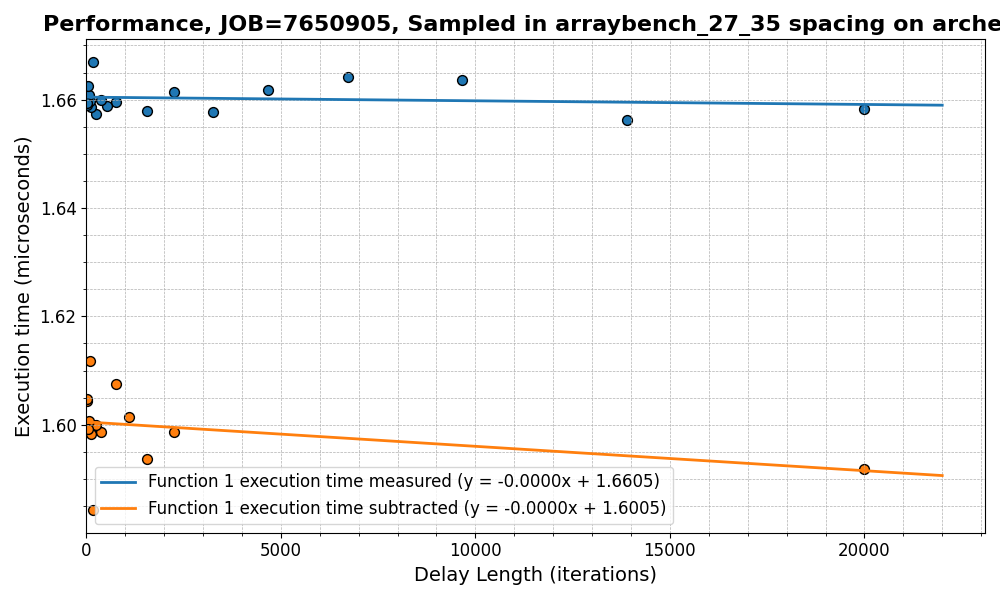 Performance, JOB=7650905, Sampled in arraybench_27_35 spacing on arche
Execution time (microseconds)
1.66
1.64
1.62
1.60
Function 1 execution time measured (y = -0.0000x + 1.6605)
Function 1 execution time subtracted (y = -0.0000x + 1.6005)
0 5000 10000 15000 20000
Delay Length (iterations)